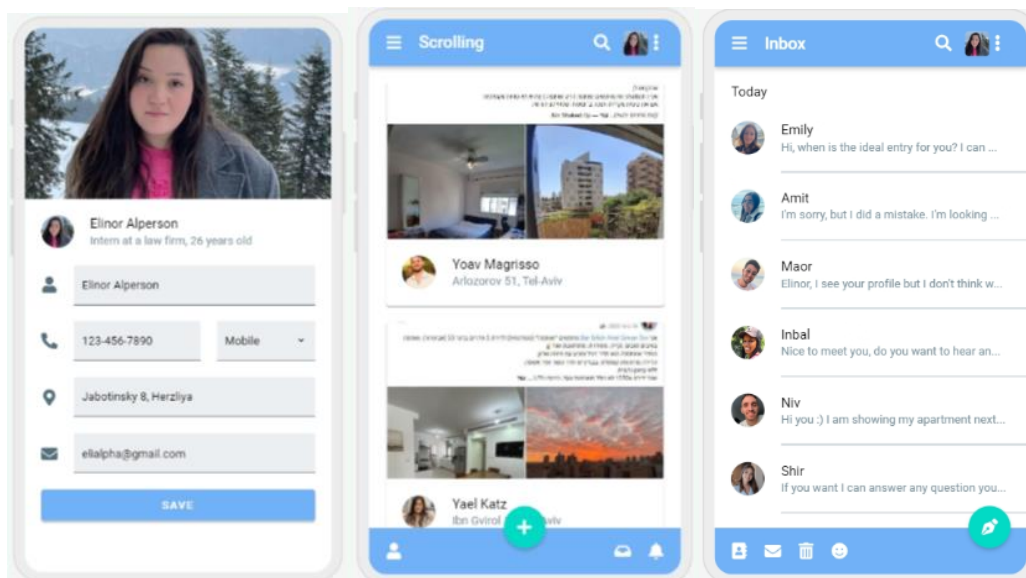 Elinor Alperson
Intern at a law firm, 26 years old
Elinor Alperson
123-456-7890
Mobile
Jabotinsky 8, Herzliya
elialpha@gmail.com
SAVE
Scrolling
Yoav Magrisso
Arlozorov 51, Tel-Aviv
Yael Katz
Ibn Gvirol
Inbox
Today
Emily
Hi, when is the ideal entry for you? I can ...
Amit
I'm sorry, but I did a mistake. I'm looking ...
Maor
Elinor, I see your profile but I don't think w...
Inbal
Nice to meet you, do you want to hear an...
Niv
Hi you :) I am showing my apartment next...
Shir
If you want I can answer any question you...